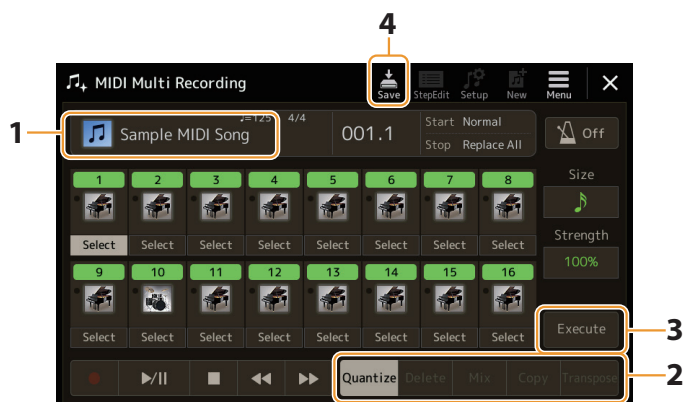 4
MIDI Multi Recording
Save StepEdit Setup New Menu
1
Sample MIDI Song
♩=125 4/4
001.1
Start Normal
Stop Replace All
Off
1 2 3 4 5 6 7 8
Size
Select Select Select Select Select Select Select Select
Strength
100%
9 10 11 12 13 14 15 16
Select Select Select Select Select Select Select Select
Execute
3
Quantize Delete Mix Copy Transpose
2